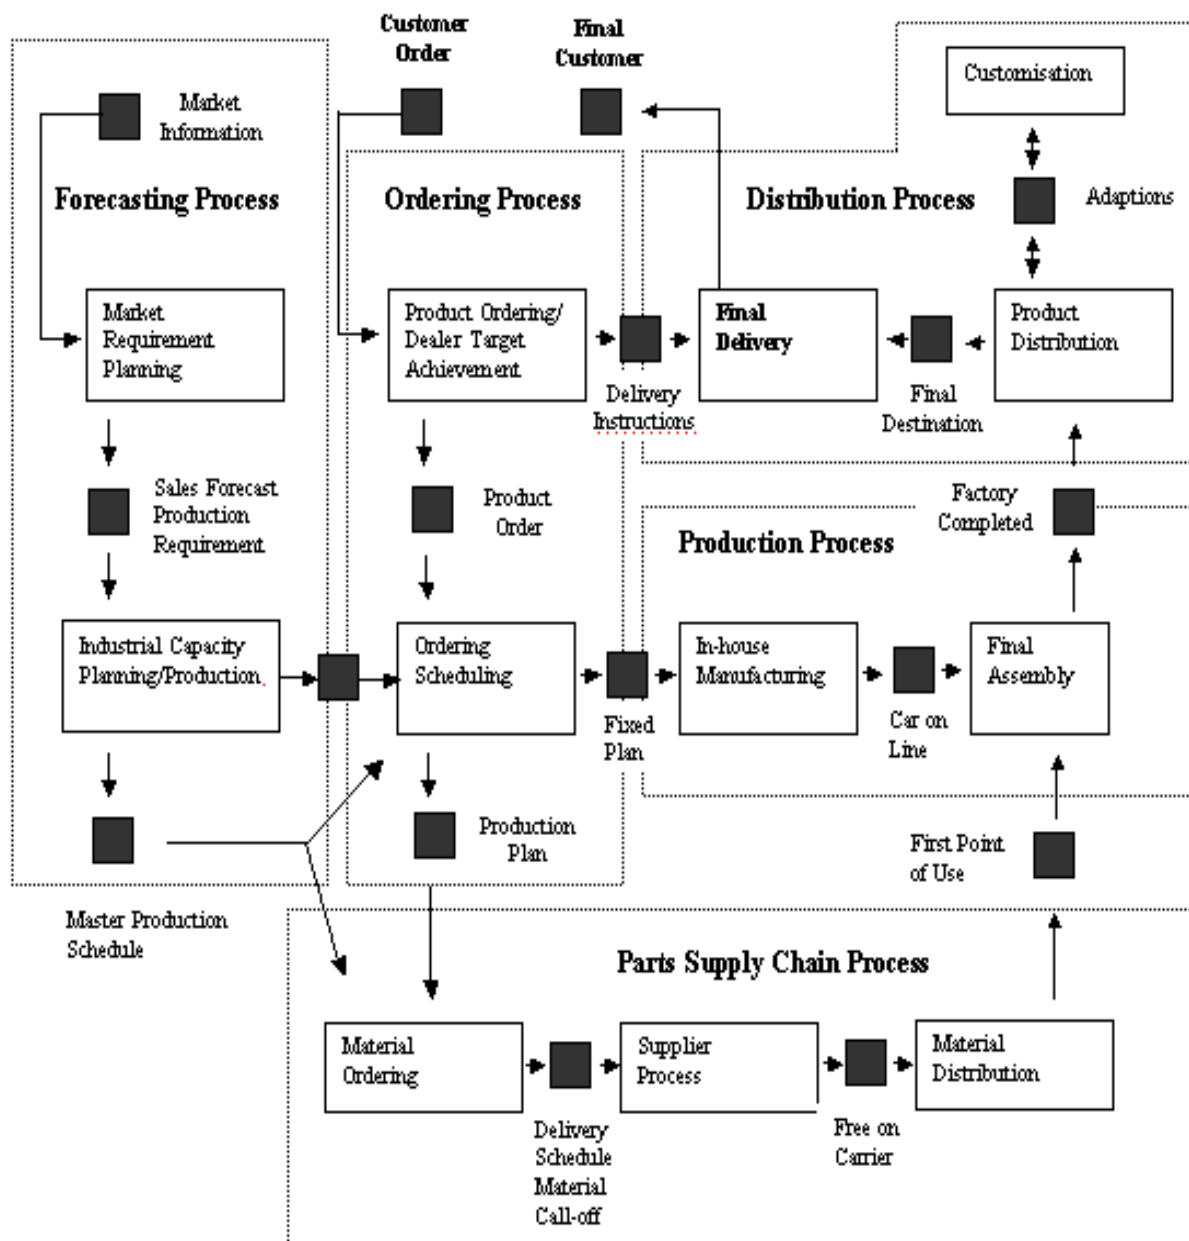 Customer
Order
Final
Customer
Customisation
Market
Information
Forecasting Process
Ordering Process
Distribution Process
Adaptions
Market
Requirement
Planning
Product Ordering/
Dealer Target
Achievement
Final
Delivery
Product
Distribution
Delivery
Instructions
Final
Destination
Sales Forecast
Production
Requirement
Product
Order
Factory
Completed
Production Process
Industrial Capacity
Planning/Production.
Ordering
Scheduling
In-house
Manufacturing
Final
Assembly
Fixed
Plan
Car on
Line
Production
Plan
First Point
of Use
Master Production
Schedule
Parts Supply Chain Process
Material
Ordering
Supplier
Process
Material
Distribution
Delivery
Schedule
Material
Call-off
Free on
Carrier